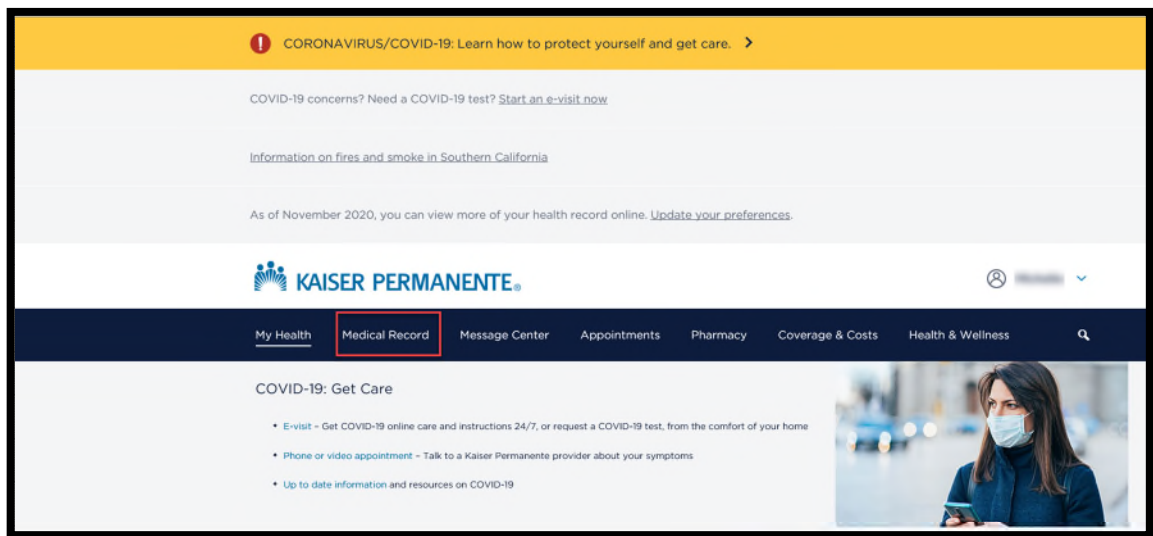 CORONAVIRUS/COVID-19: Learn how to protect yourself and get care.
COVID-19 concerns? Need a COVID-19 test? Start an e-visit now
Information on fires and smoke in Southern California
As of November 2020, you can view more of your health record online. Update your preferences.
KAISER PERMANENTE®
My Health Medical Record Message Center Appointments Pharmacy Coverage & Costs Health & Wellness
COVID-19: Get Care
• E-visit – Get COVID-19 online care and instructions 24/7, or request a COVID-19 test, from the comfort of your home
• Phone or video appointment – Talk to a Kaiser Permanente provider about your symptoms
• Up to date information and resources on COVID-19